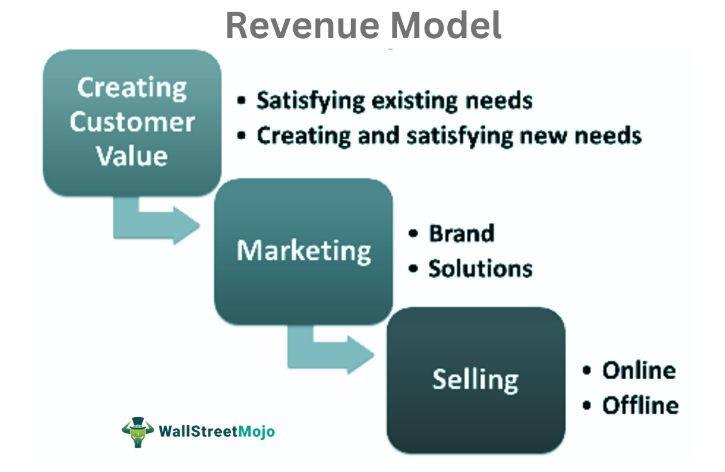 Revenue Model
Creating
Customer
Value
• Satisfying existing needs
• Creating and satisfying new needs
Marketing
• Brand
• Solutions
Selling
• Online
• Offline
WallStreetMojo